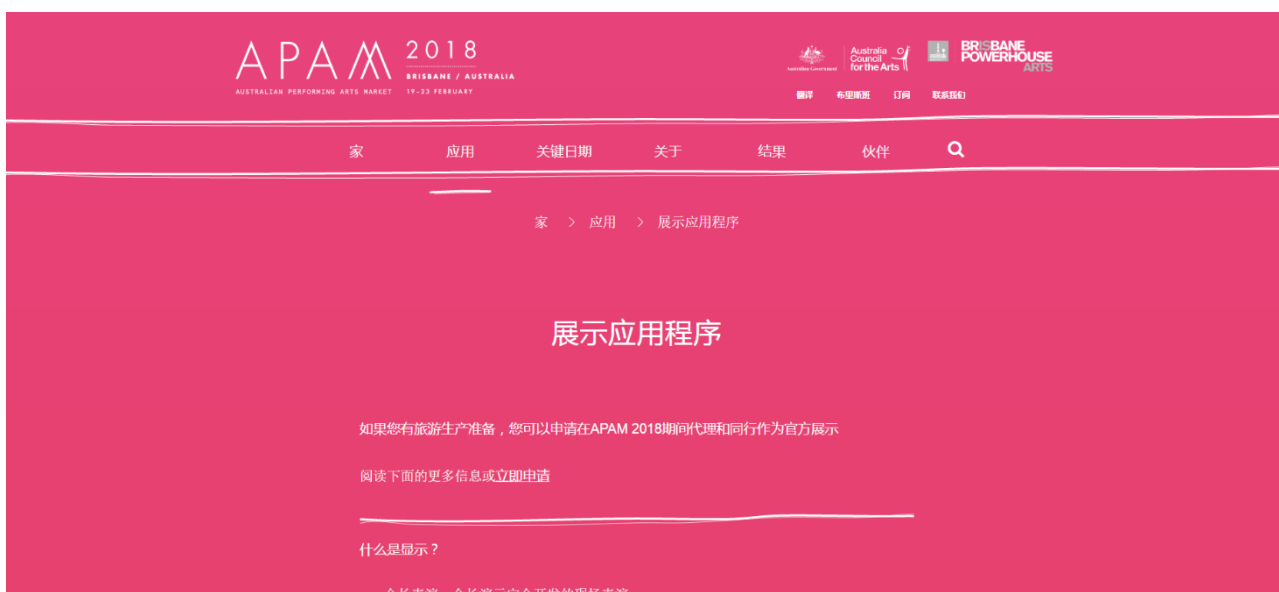 APAM 2018
BRISBANE / AUSTRALIA
AUSTRALIAN PERFORMING ARTS MARKET 19-23 FEBRUARY
Australian Government
Australia
Council
for the Arts
BRISBANE
POWERHOUSE
ARTS
翻译 布里斯班 订阅 联系我们
家 应用 关键日期 关于 结果 伙伴
家 > 应用 > 展示应用程序
展示应用程序
如果您有旅游生产准备，您可以申请在APAM 2018期间代理和同行作为官方展示
阅读下面的更多信息或立即申请
什么是显示？